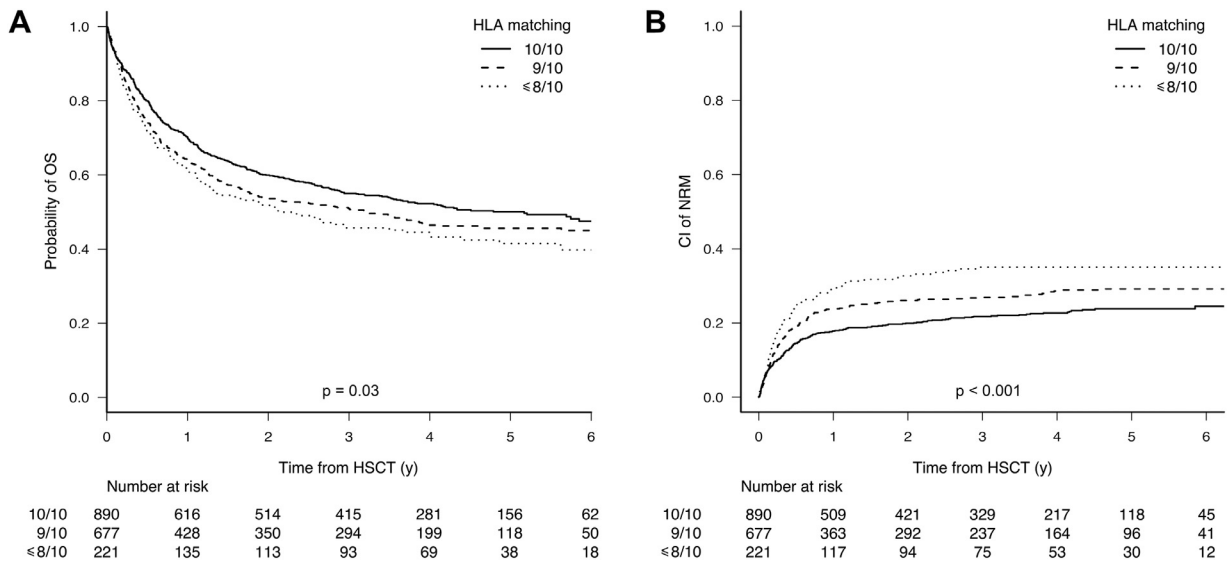 A
HLA matching
10/10
9/10
⩽8/10
1.0
0.8
0.6
0.4
0.2
0.0
Probability of OS
p = 0.03
0 1 2 3 4 5 6
Time from HSCT (y)
Number at risk
10/10 890 616 514 415 281 156 62
9/10 677 428 350 294 199 118 50
⩽8/10 221 135 113 93 69 38 18
B
HLA matching
10/10
9/10
⩽8/10
1.0
0.8
0.6
0.4
0.2
0.0
CI of NRM
p < 0.001
0 1 2 3 4 5 6
Time from HSCT (y)
Number at risk
10/10 890 509 421 329 217 118 45
9/10 677 363 292 237 164 96 41
⩽8/10 221 117 94 75 53 30 12